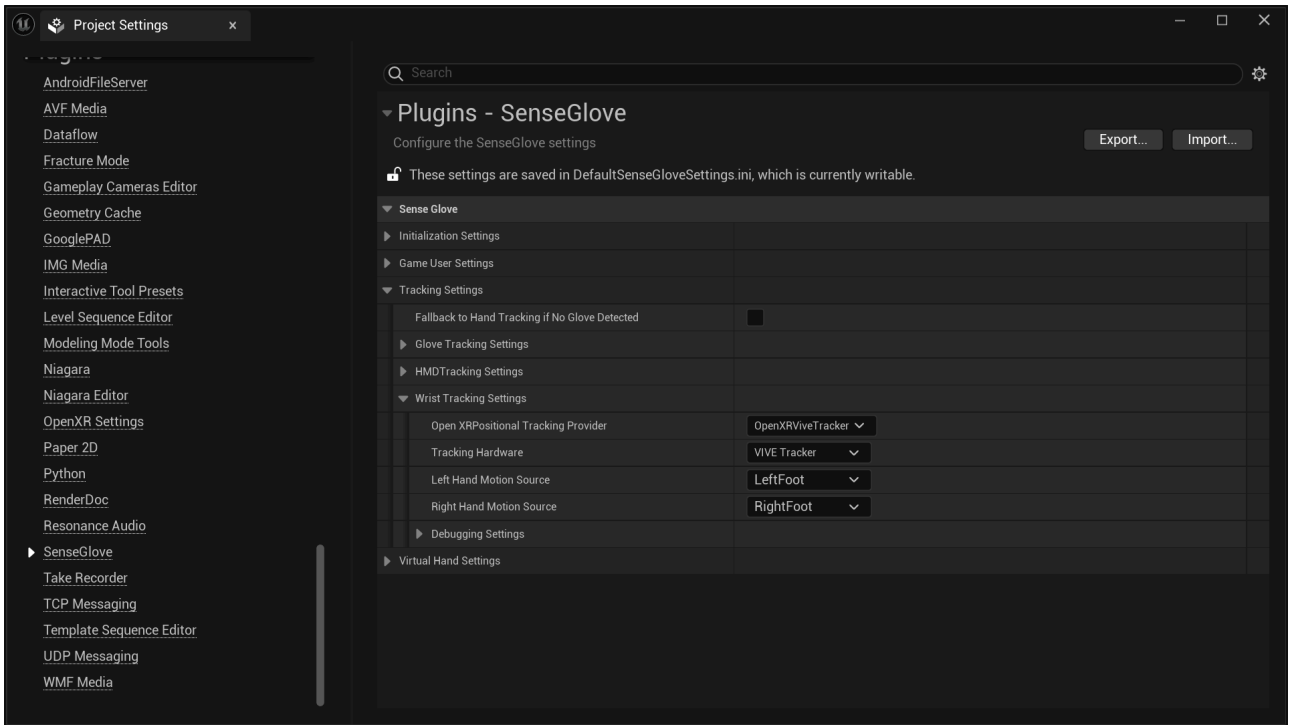 Project Settings
Plugins
AndroidFileServer
AVF Media
Dataflow
Fracture Mode
Gameplay Cameras Editor
Geometry Cache
GooglePAD
IMG Media
Interactive Tool Presets
Level Sequence Editor
Modeling Mode Tools
Niagara
Niagara Editor
OpenXR Settings
Paper 2D
Python
RenderDoc
Resonance Audio
SenseGlove
Take Recorder
TCP Messaging
Template Sequence Editor
UDP Messaging
WMF Media
Search
Plugins - SenseGlove
Configure the SenseGlove settings
Export... Import...
These settings are saved in DefaultSenseGloveSettings.ini, which is currently writable.
Sense Glove
Initialization Settings
Game User Settings
Tracking Settings
Fallback to Hand Tracking if No Glove Detected
Glove Tracking Settings
HMDTracking Settings
Wrist Tracking Settings
Open XRPositional Tracking Provider OpenXRViveTracker
Tracking Hardware VIVE Tracker
Left Hand Motion Source LeftFoot
Right Hand Motion Source RightFoot
Debugging Settings
Virtual Hand Settings